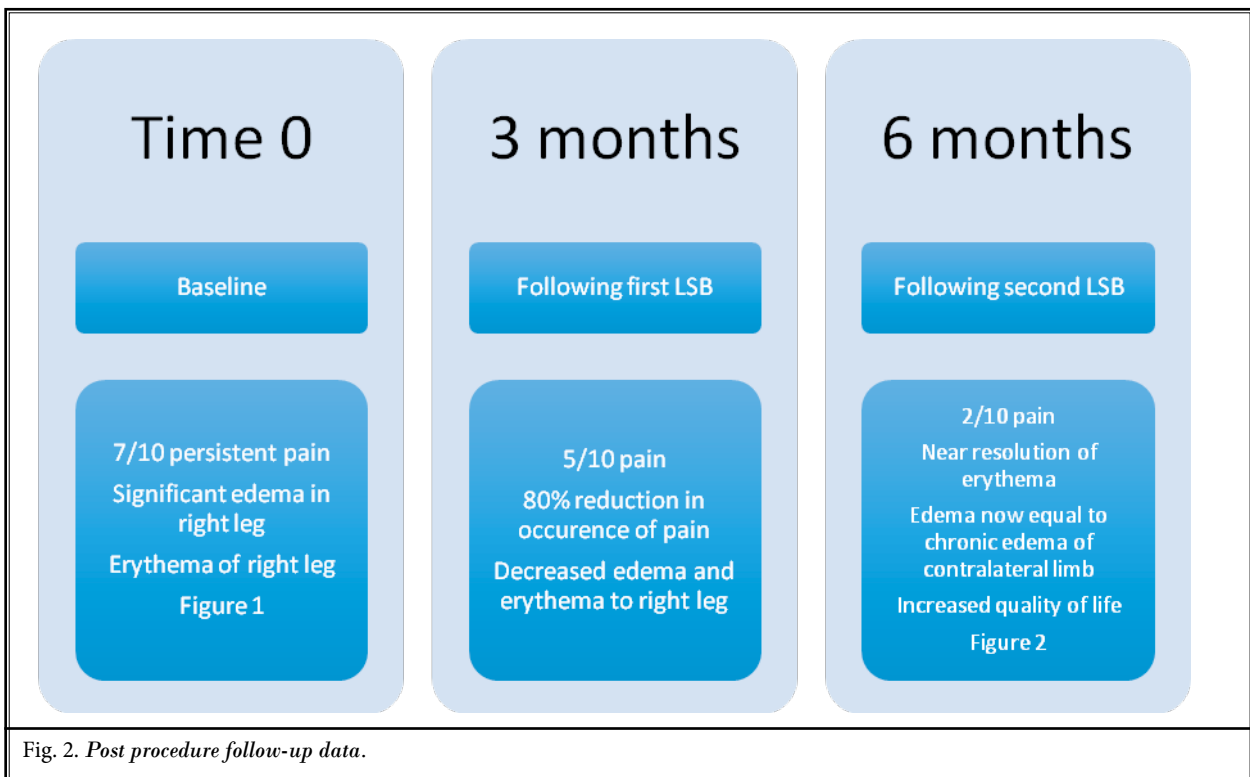 Time 0
Baseline
7/10 persistent pain
Significant edema in
right leg
Erythema of right leg
Figure 1
3 months
Following first LSB
5/10 pain
80% reduction in
occurence of pain
Decreased edema and
erythema to right leg
6 months
Following second LSB
2/10 pain
Near resolution of
erythema
Edema now equal to
chronic edema of
contralateral limb
Increased quality of life
Figure 2
Fig. 2. Post procedure follow-up data.